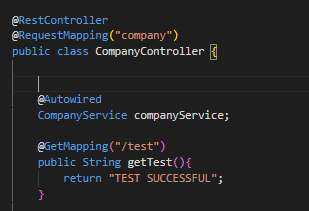 @RestController
@RequestMapping("company")
public class CompanyController {
@Autowired
CompanyService companyService;
@GetMapping("/test")
public String getTest(){
return "TEST SUCCESSFUL";
}